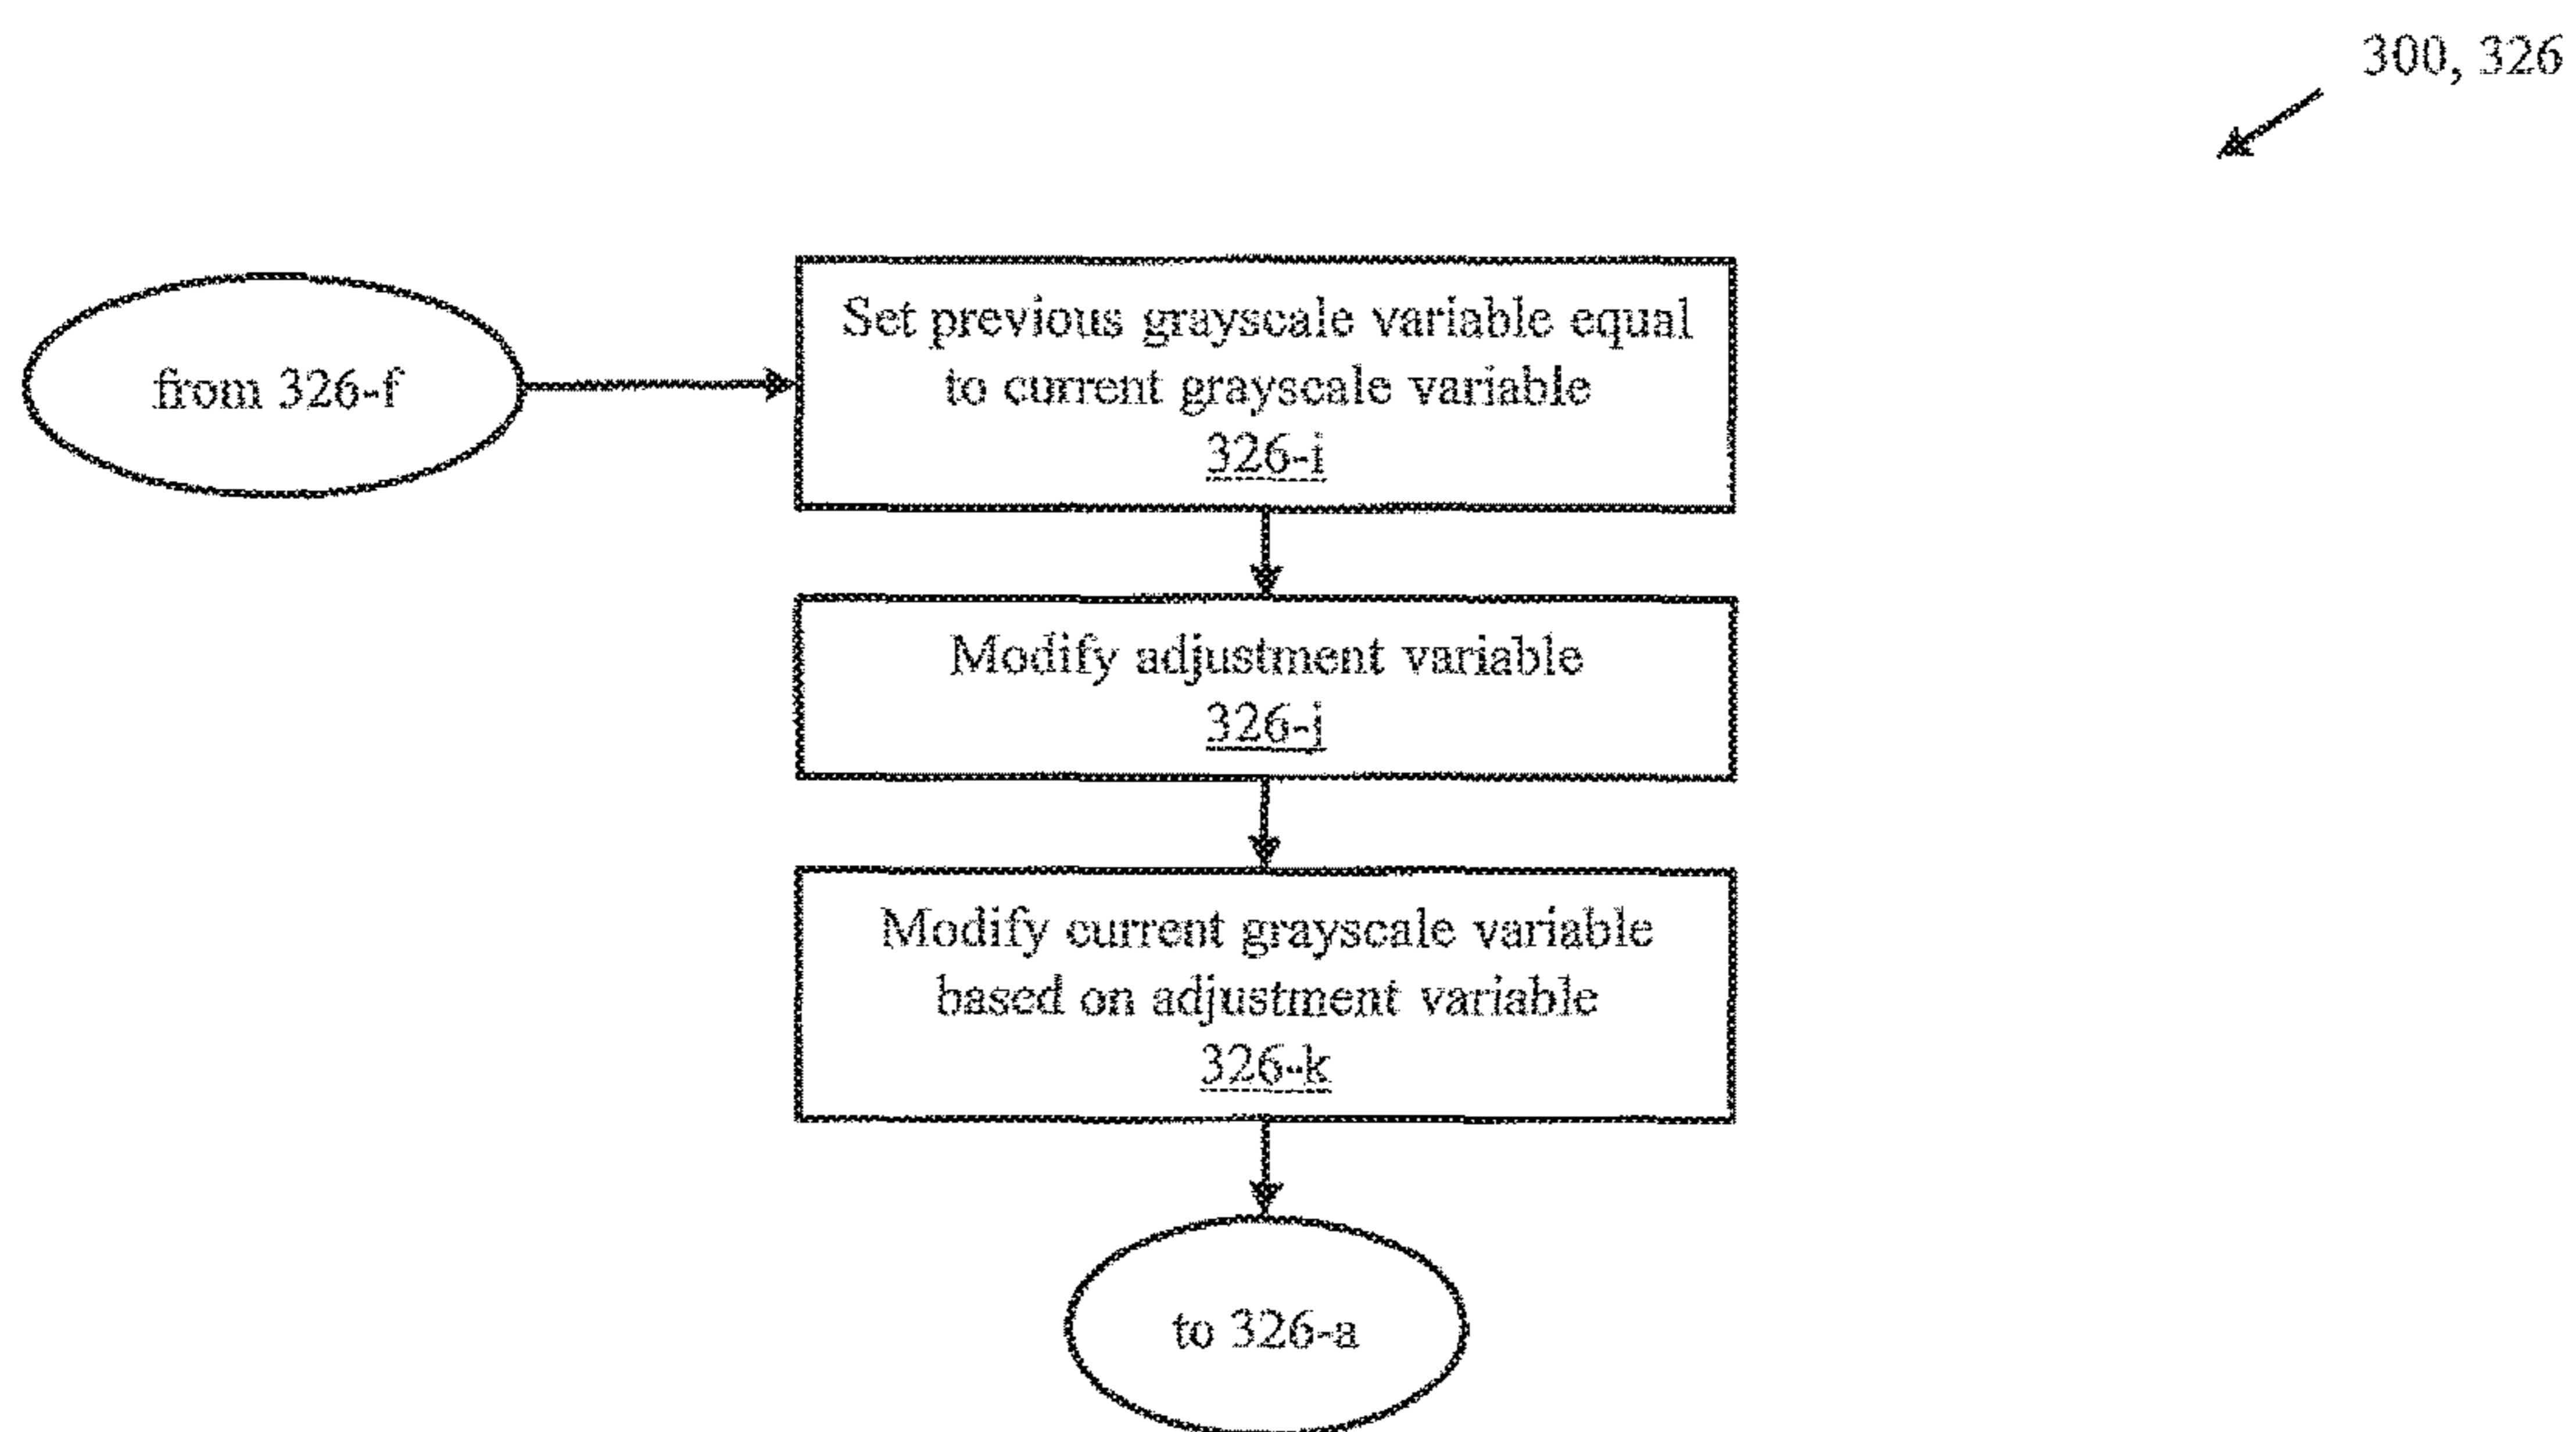 300, 326
from 326-f
Set previous grayscale variable equal
to current grayscale variable
326-i
Modify adjustment variable
326-j
Modify current grayscale variable
based on adjustment variable
326-k
to 326-a